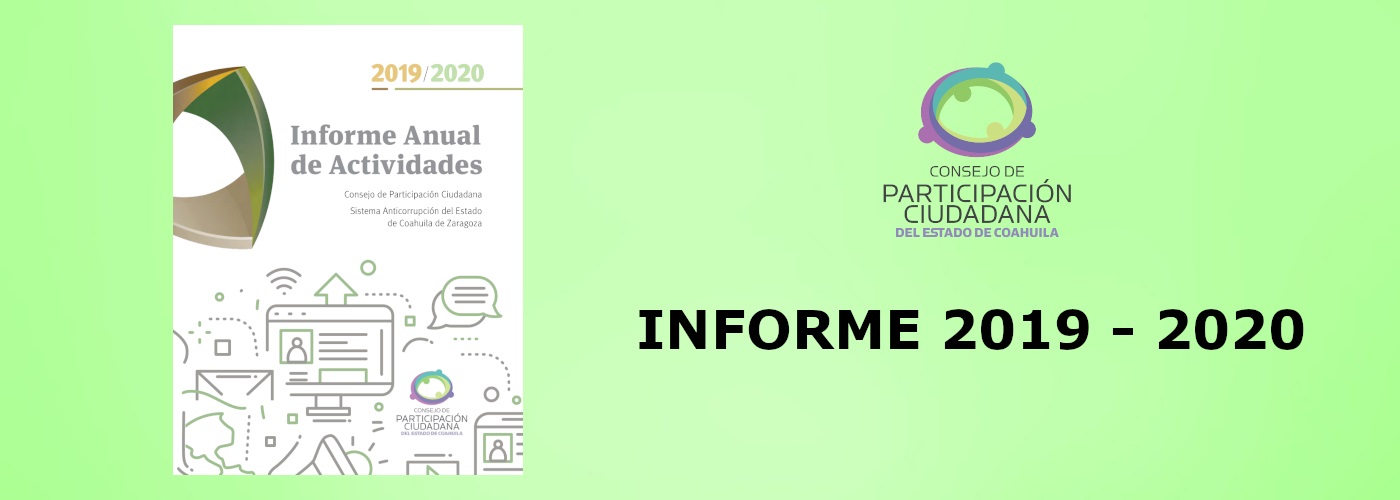 2019/2020
Informe Anual
de Actividades
Consejo de Participación Ciudadana
Sistema Anticorrupción del Estado
de Coahuila de Zaragoza
CONSEJO DE
PARTICIPACIÓN
CIUDADANA
DEL ESTADO DE COAHUILA
CONSEJO DE
PARTICIPACIÓN
CIUDADANA
DEL ESTADO DE COAHUILA
INFORME 2019 - 2020